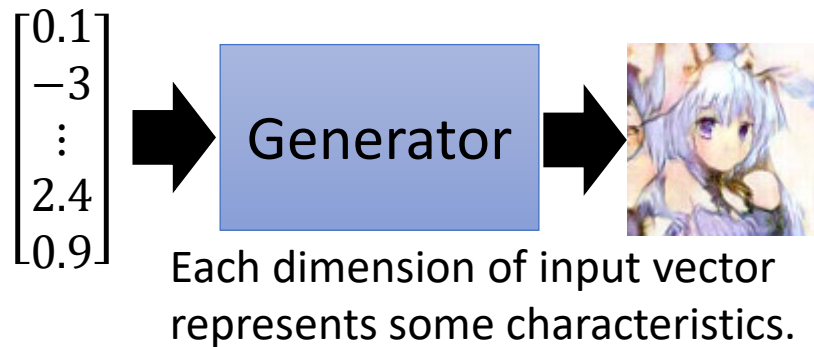 0.1
−3
⋮
2.4
0.9
Generator
Each dimension of input vector
represents some characteristics.